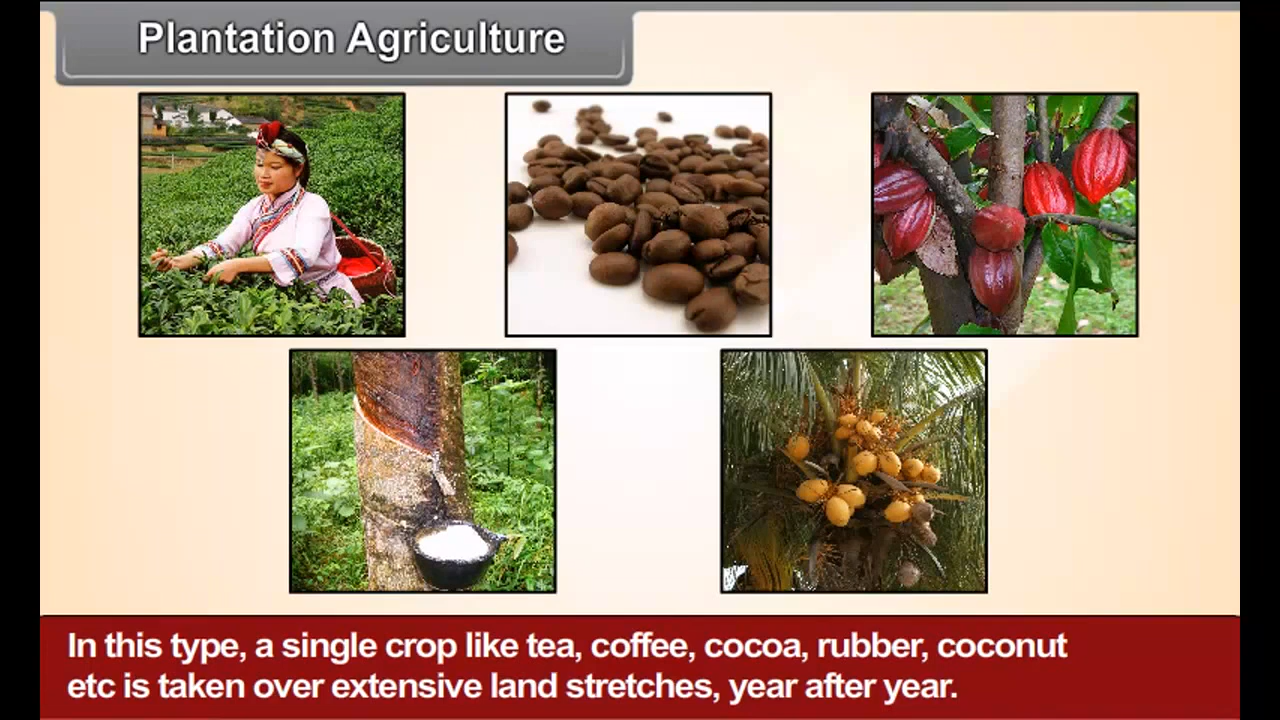 Plantation Agriculture
In this type, a single crop like tea, coffee, cocoa, rubber, coconut
etc is taken over extensive land stretches, year after year.